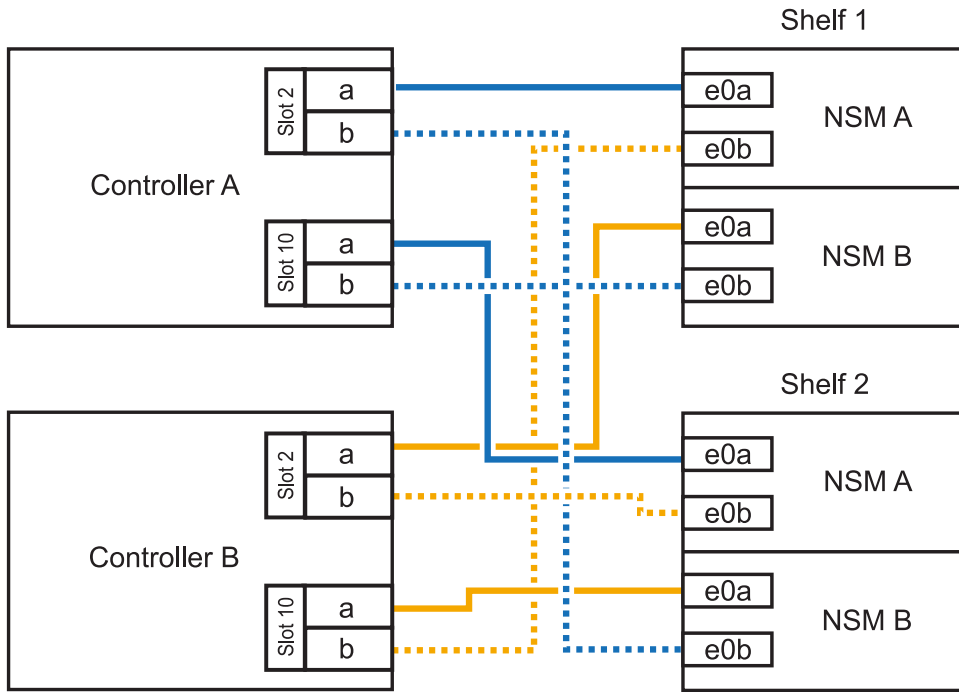 Shelf 1
Controller A
Slot 2
a
b
Slot 10
a
b
e0a
e0b
NSM A
e0a
e0b
NSM B
Shelf 2
Controller B
Slot 2
a
b
Slot 10
a
b
e0a
e0b
NSM A
e0a
e0b
NSM B